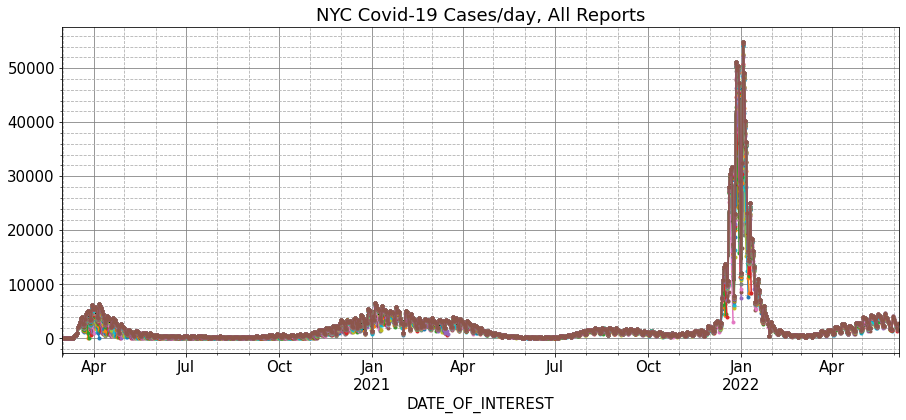 NYC Covid-19 Cases/day, All Reports
50000
40000
30000
20000
10000
0
Apr Jul Oct Jan Apr Jul Oct Jan Apr
2021 2022
DATE_OF_INTEREST